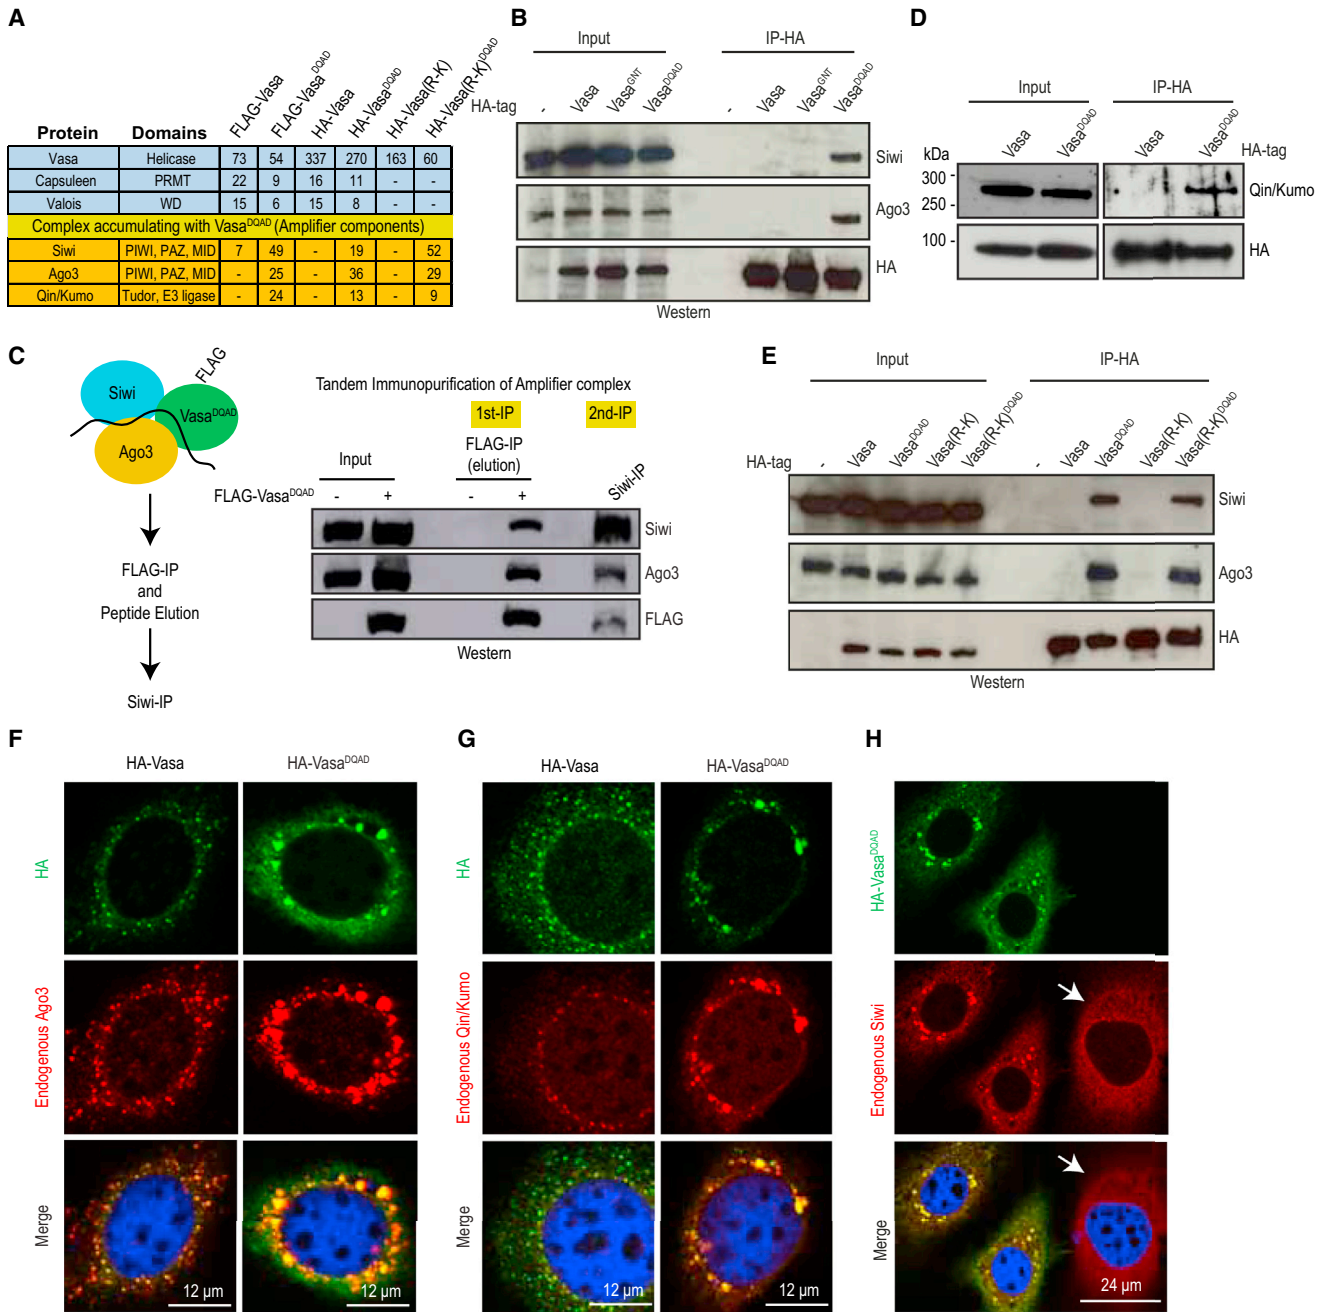 A
Protein Domains FLAG-Vasa FLAG-VasaDQAD HA-Vasa HA-VasaDQAD HA-Vasa(R-K) HA-Vasa(R-K)DQAD
Vasa Helicase 73 54 337 270 163 60
Capsuleen PRMT 22 9 16 11 - -
Valois WD 15 6 15 8 - -
Complex accumulating with VasaDQAD (Amplifier components)
Siwi PIWI, PAZ, MID 7 49 - 19 - 52
Ago3 PIWI, PAZ, MID - 25 - 36 - 29
Qin/Kumo Tudor, E3 ligase - 24 - 13 - 9
B
Input IP-HA
HA-tag - Vasa VasaGNT VasaDQAD - Vasa VasaGNT VasaDQAD
Siwi
Ago3
HA
Western
D
Input IP-HA
kDa Vasa VasaDQAD Vasa VasaDQAD HA-tag
300 -
250 -
Qin/Kumo
100 -
HA
C
Siwi
FLAG
VasaDQAD
Ago3
FLAG-IP
and
Peptide Elution
Siwi-IP
Tandem Immunopurification of Amplifier complex
1st-IP 2nd-IP
Input FLAG-IP
(elution)
Siwi-IP
FLAG-VasaDQAD - + - +
Siwi
Ago3
FLAG
Western
E
Input IP-HA
HA-tag - Vasa VasaDQAD Vasa(R-K) Vasa(R-K)DQAD - Vasa VasaDQAD Vasa(R-K) Vasa(R-K)DQAD
Siwi
Ago3
HA
Western
F
HA-Vasa HA-VasaDQAD
HA
Endogenous Ago3
Merge
12 µm 12 µm
G
HA-Vasa HA-VasaDQAD
HA
Endogenous Qin/Kumo
Merge
12 µm 12 µm
H
HA-VasaDQAD
Endogenous Siwi
Merge
24 µm